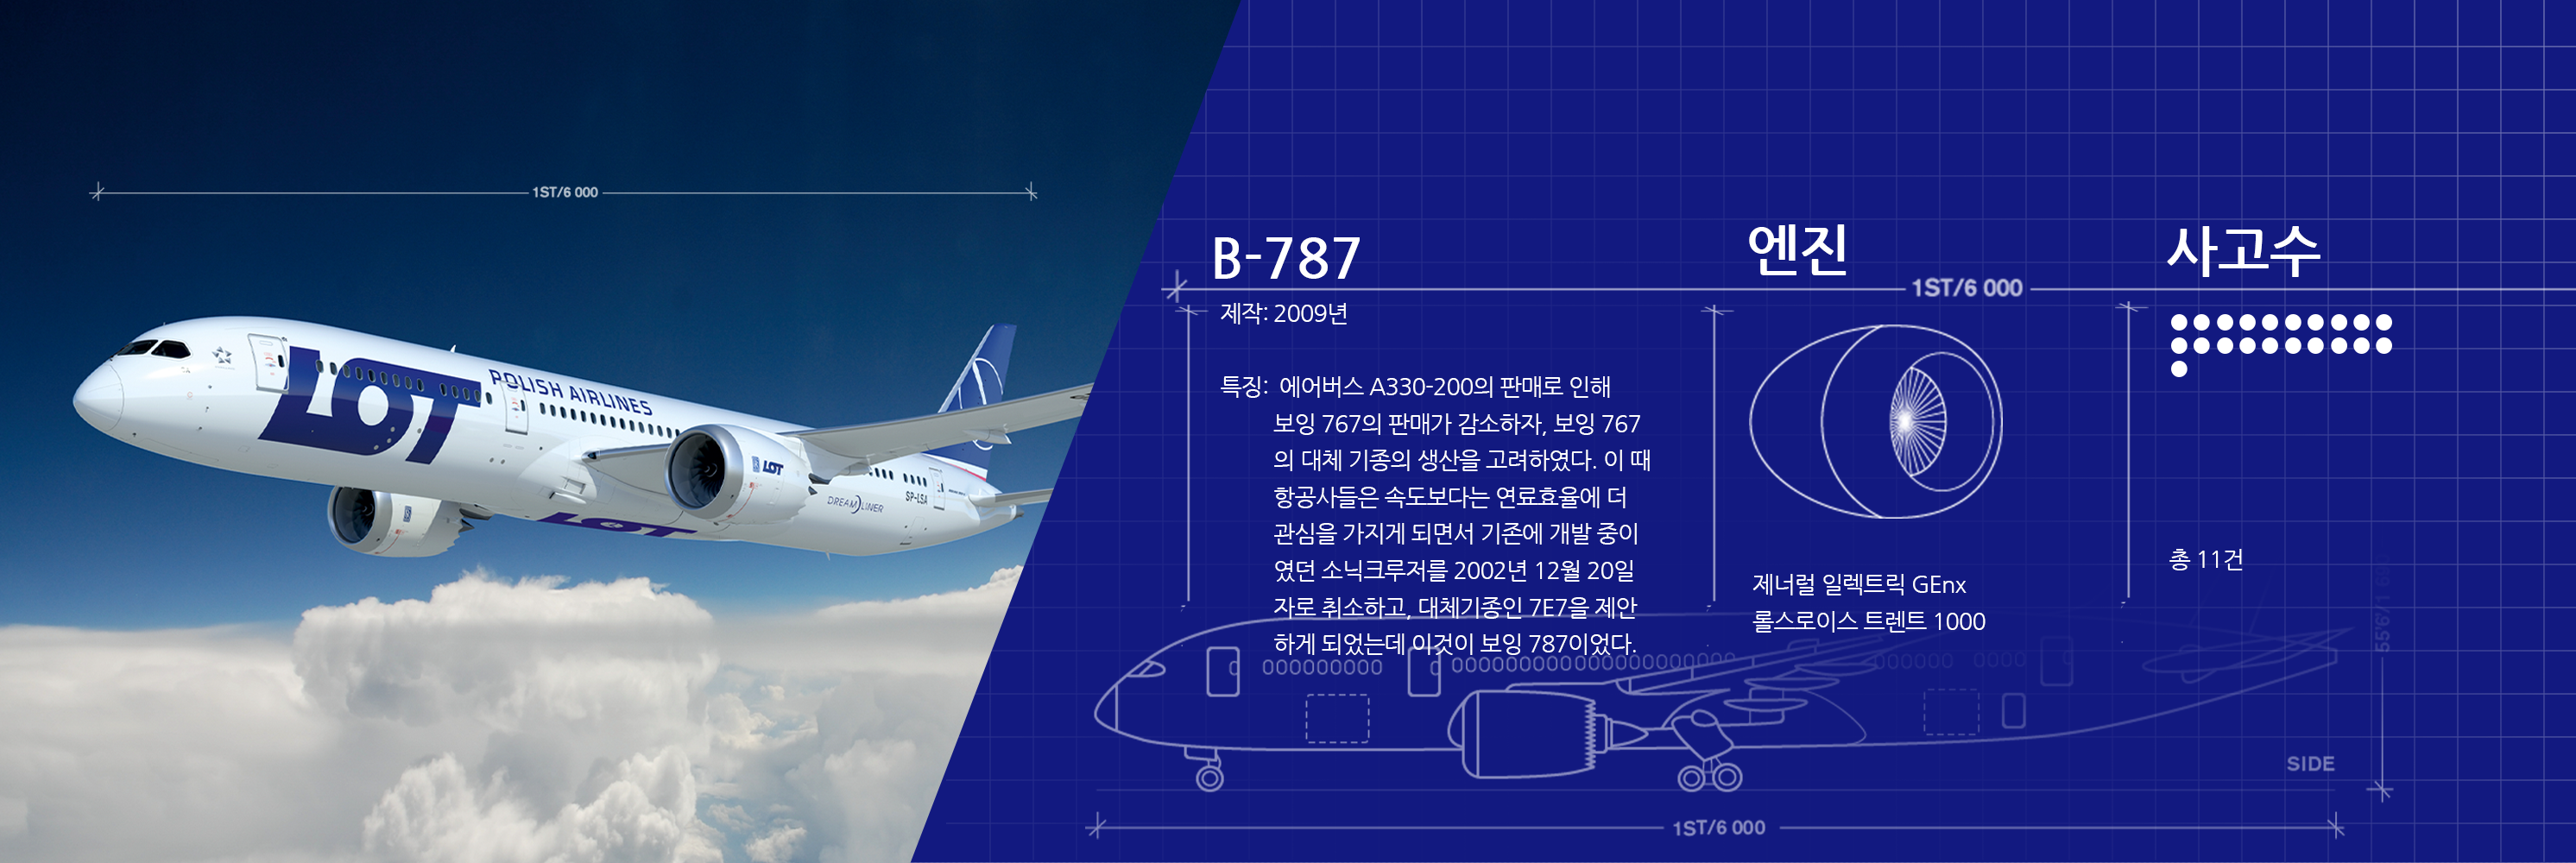 1ST/6 000
LOT
POLISH AIRLINES
LOT
DREAMLINER
SP-LSA
LOT
B-787
제작: 2009년
특징: 에어버스 A330-200의 판매로 인해
보잉 767의 판매가 감소하자, 보잉 767
의 대체 기종의 생산을 고려하였다. 이 때
항공사들은 속도보다는 연료효율에 더
관심을 가지게 되면서 기존에 개발 중이
였던 소닉크루저를 2002년 12월 20일
자로 취소하고, 대체기종인 7E7을 제안
하게 되었는데 이것이 보잉 787이었다.
엔진
1ST/6 000
제너럴 일렉트릭 GEnx
롤스로이스 트렌트 1000
사고수
총 11건
SIDE
1ST/6 000